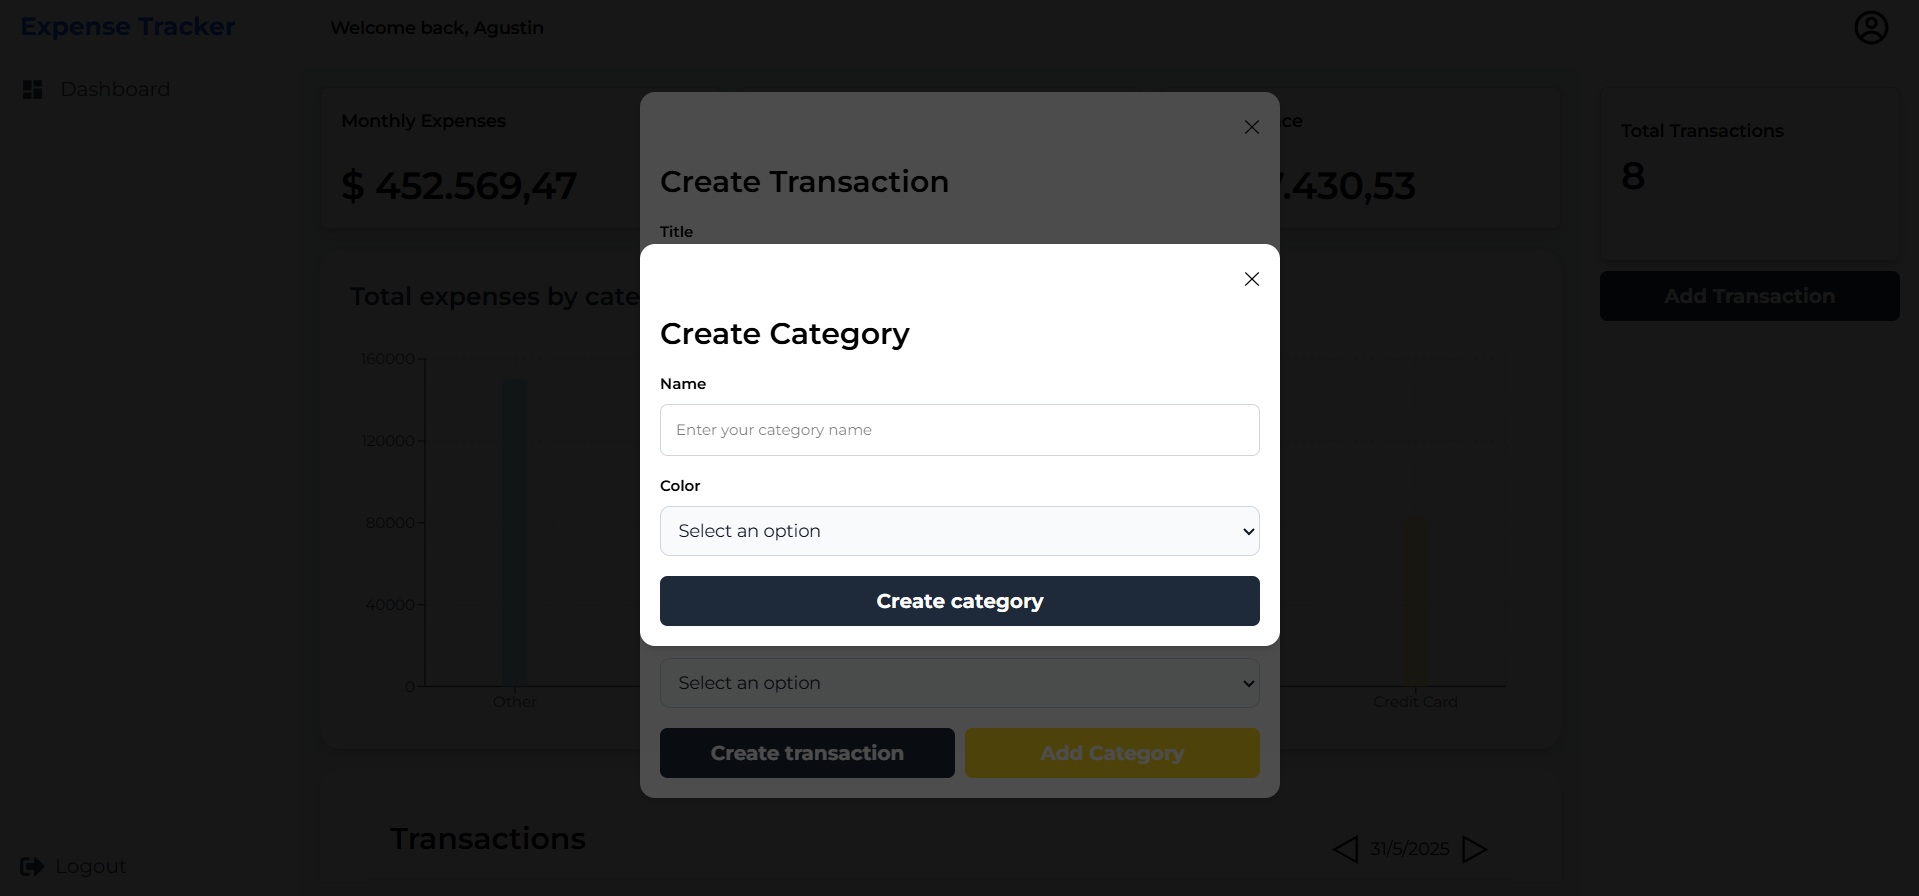 Expense Tracker
Welcome back, Agustin
Dashboard
Monthly Expenses
$ 452.569,47
ce
.430,53
Total Transactions
8
Add Transaction
Create Transaction
Title
Total expenses by cate
160000
120000
80000
40000
0
Other
Credit Card
Create Category
Name
Enter your category name
Color
Select an option
Create category
Select an option
Create transaction
Add Category
Transactions
31/5/2025
Logout